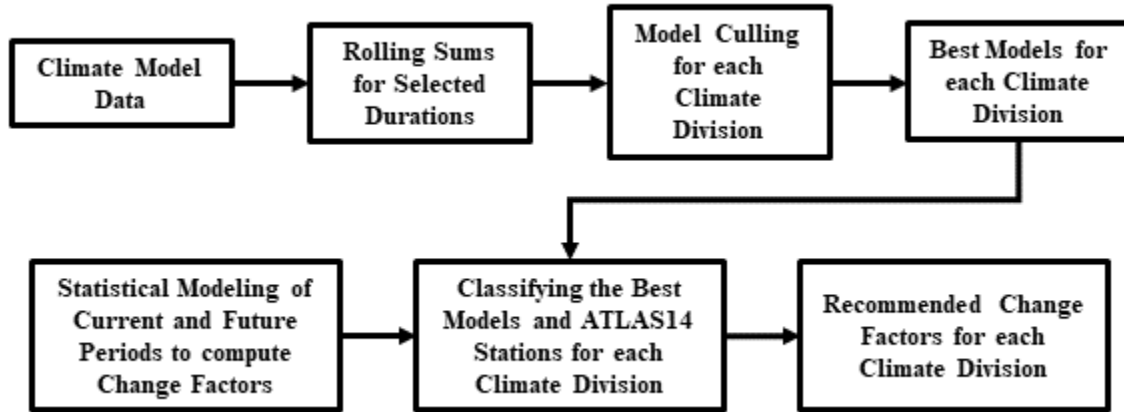 Climate Model
Data
Rolling Sums
for Selected
Durations
Model Culling
for each
Climate
Division
Best Models for
each Climate
Division
Statistical Modeling of
Current and Future
Periods to compute
Change Factors
Classifying the Best
Models and ATLAS14
Stations for each
Climate Division
Recommended Change
Factors for each
Climate Division